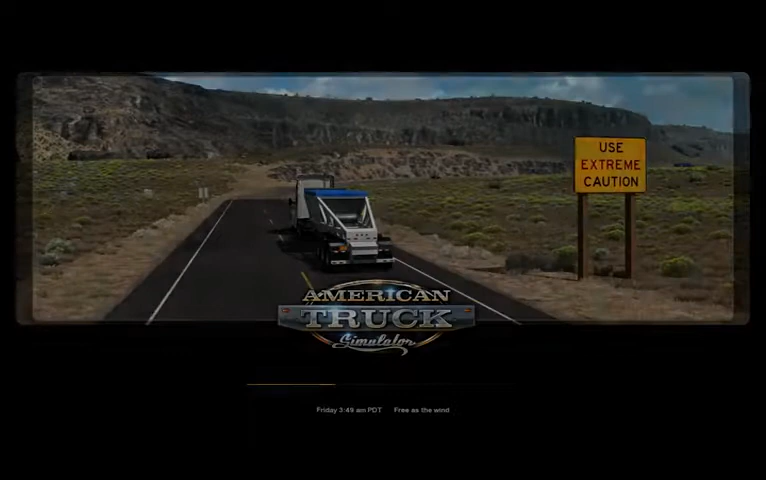 USE
EXTREME
CAUTION
AMERICAN
TRUCK
Simulator
Friday 3:49 am PDT Free as the wind